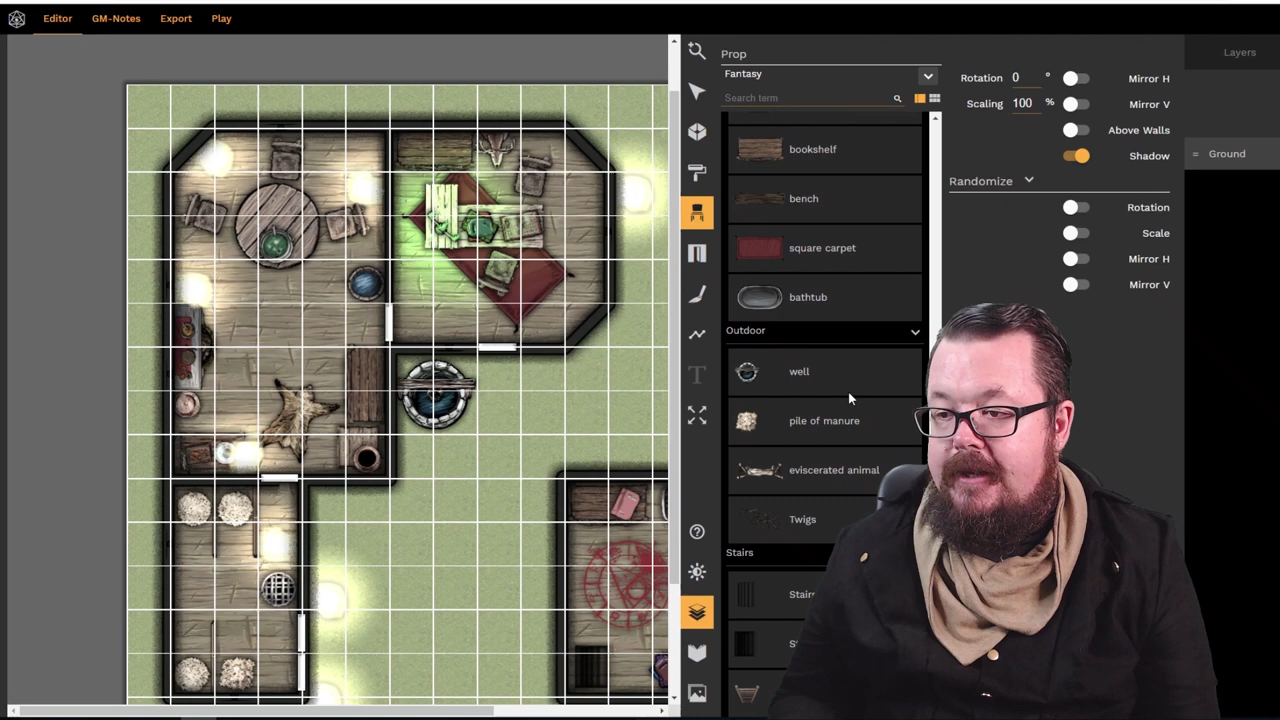 Editor
GM-Notes
Export
Play
Prop
Fantasy
Search term
bookshelf
bench
square carpet
bathtub
Outdoor
well
pile of manure
eviscerated animal
Twigs
Stairs
Rotation 0 °
Scaling 100 %
Mirror H
Mirror V
Above Walls
Shadow
Randomize
Rotation
Scale
Mirror H
Mirror V
Layers
= Ground